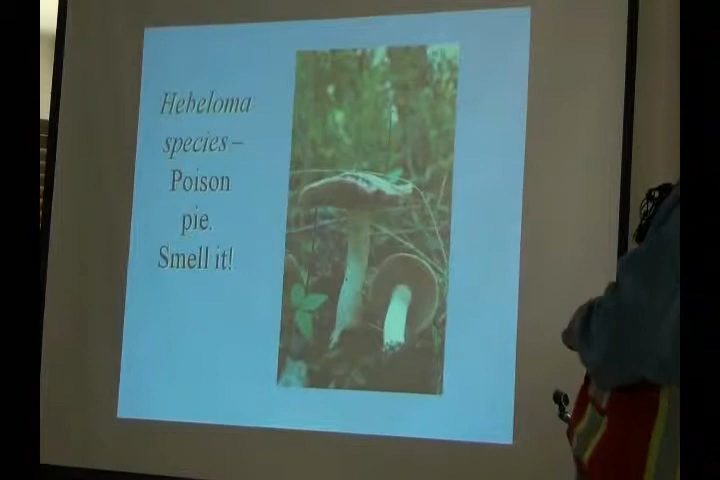 Hebeloma
species –
Poison
pie.
Smell it!